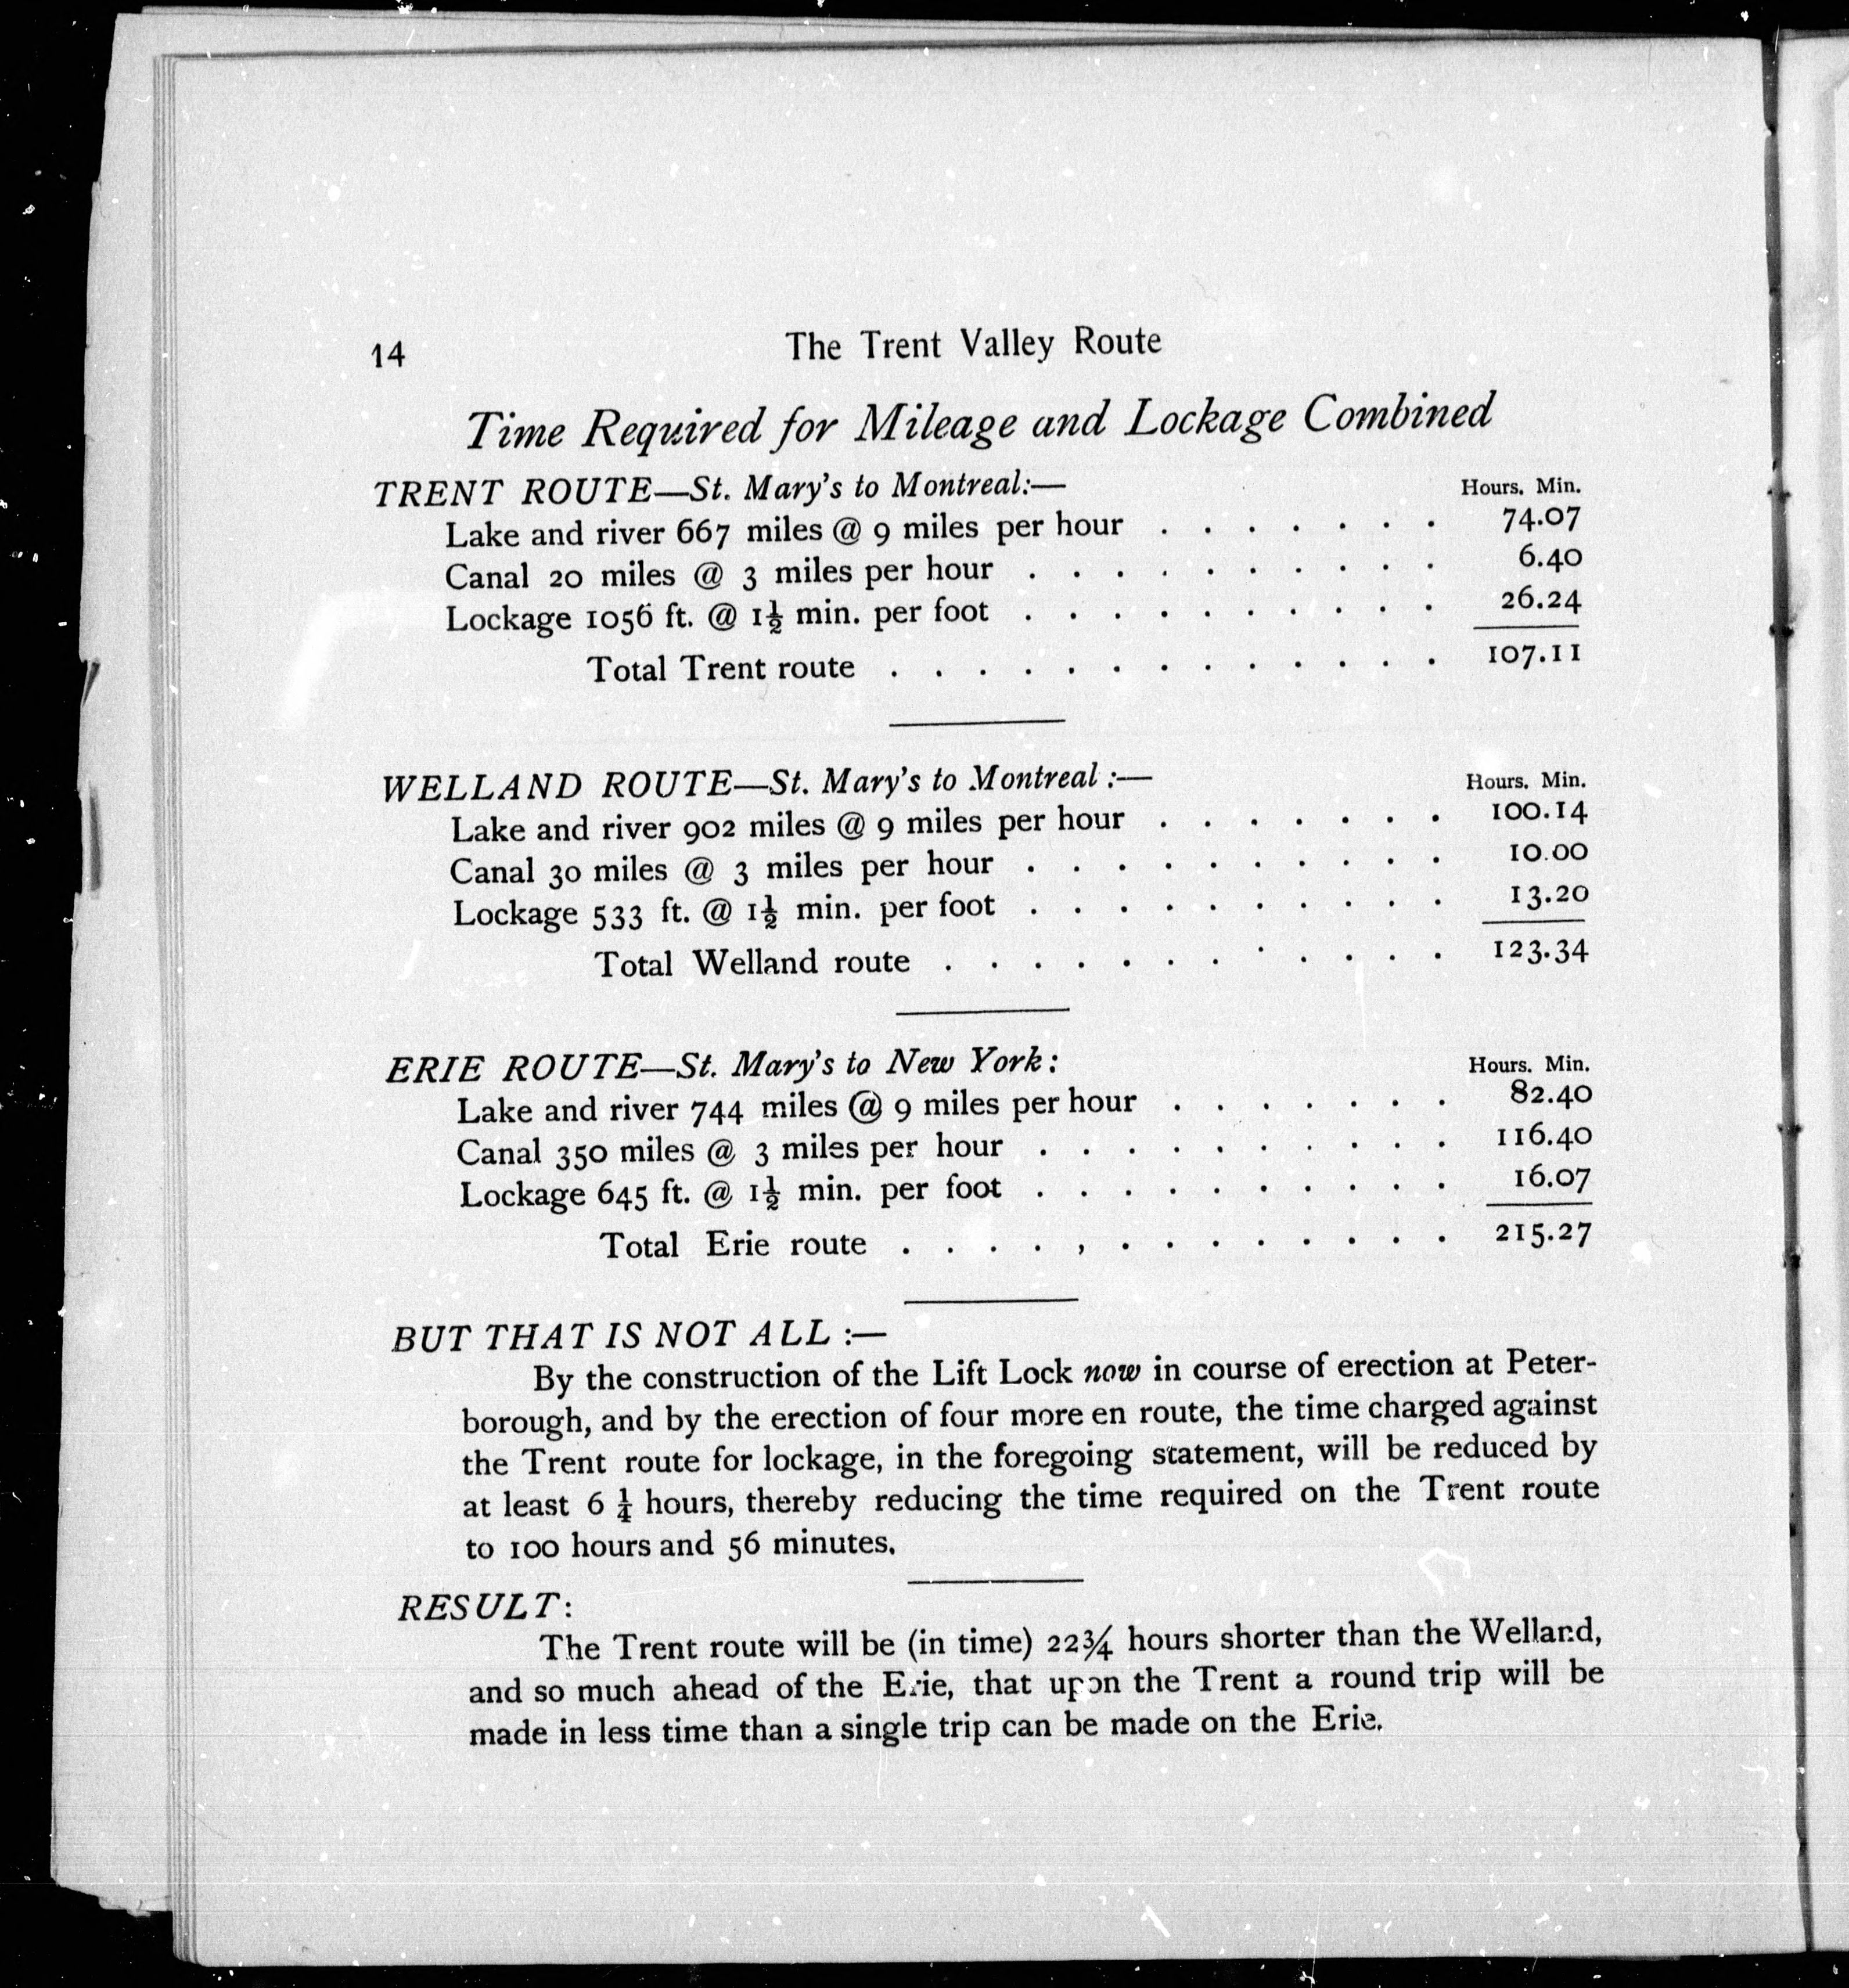 14 The Trent Valley Route
Time Required for Mileage and Lockage Combined
TRENT ROUTE—St. Mary's to Montreal:— Hours. Min.
Lake and river 667 miles @ 9 miles per hour . . . . . . . 74.07
Canal 20 miles @ 3 miles per hour . . . . . . . . . . 6.40
Lockage 1056 ft. @ 1½ min. per foot . . . . . . . . . . 26.24
Total Trent route . . . . . . . . . . . . . 107.11
WELLAND ROUTE—St. Mary's to Montreal :— Hours. Min.
Lake and river 902 miles @ 9 miles per hour . . . . . . . 100.14
Canal 30 miles @ 3 miles per hour . . . . . . . . . . 10.00
Lockage 533 ft. @ 1½ min. per foot . . . . . . . . . . 13.20
Total Welland route . . . . . . . . . . . . 123.34
ERIE ROUTE—St. Mary's to New York: Hours. Min.
Lake and river 744 miles @ 9 miles per hour . . . . . . . 82.40
Canal 350 miles @ 3 miles per hour . . . . . . . . . . 116.40
Lockage 645 ft. @ 1½ min. per foot . . . . . . . . . . 16.07
Total Erie route . . . . , . . . . . . . . 215.27
BUT THAT IS NOT ALL :—
By the construction of the Lift Lock now in course of erection at Peter-
borough, and by the erection of four more en route, the time charged against
the Trent route for lockage, in the foregoing statement, will be reduced by
at least 6 ¼ hours, thereby reducing the time required on the Trent route
to 100 hours and 56 minutes.
RESULT:
The Trent route will be (in time) 22¾ hours shorter than the Welland,
and so much ahead of the Erie, that upon the Trent a round trip will be
made in less time than a single trip can be made on the Erie.